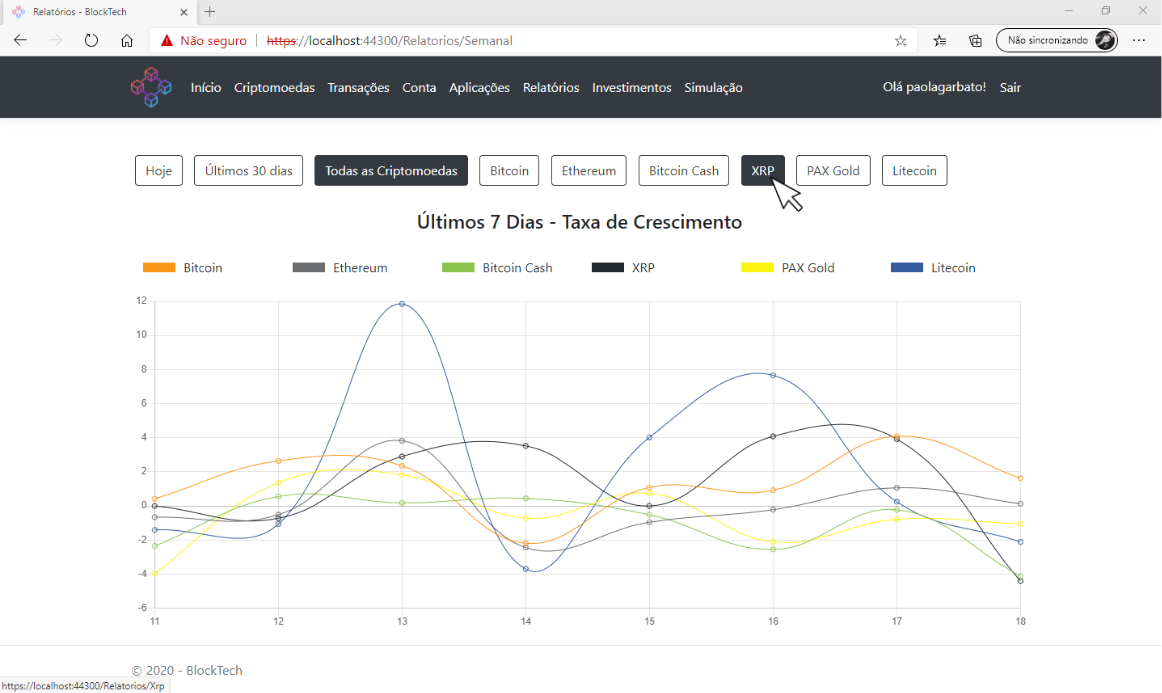 Relatórios - BlockTech
Não seguro | https://localhost:44300/Relatorios/Semanal
Não sincronizando
Início Criptomoedas Transações Conta Aplicações Relatórios Investimentos Simulação Olá paolagarbato! Sair
Hoje Últimos 30 dias Todas as Criptomoedas Bitcoin Ethereum Bitcoin Cash XRP PAX Gold Litecoin
Últimos 7 Dias - Taxa de Crescimento
Bitcoin Ethereum Bitcoin Cash XRP PAX Gold Litecoin
12
10
8
6
4
2
0
-2
-4
-6
11 12 13 14 15 16 17 18
© 2020 - BlockTech
https://localhost:44300/Relatorios/Xrp